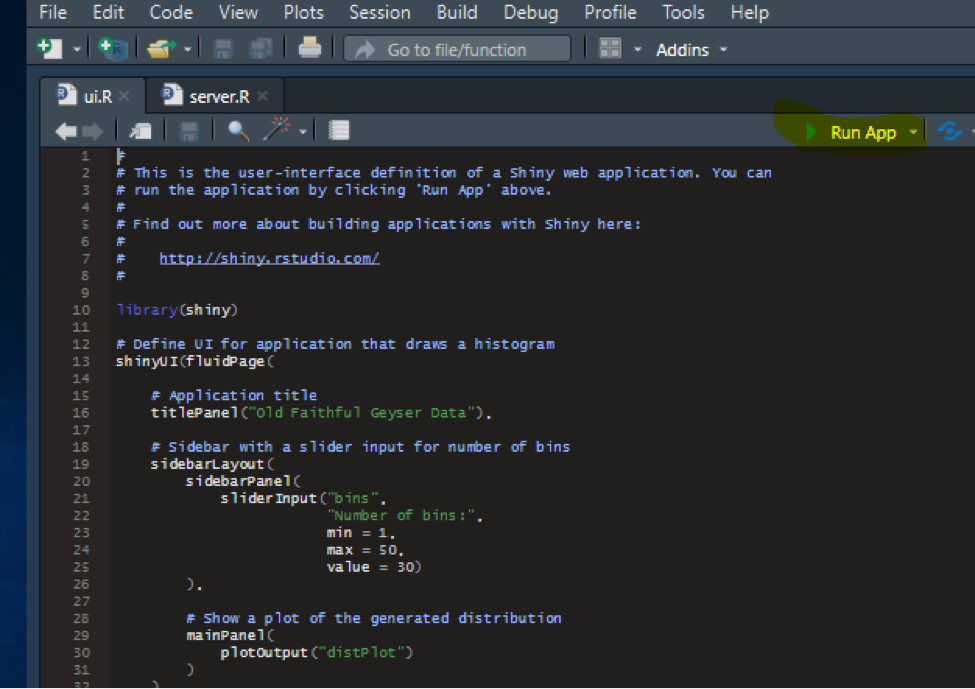 File Edit Code View Plots Session Build Debug Profile Tools Help
Go to file/function Addins
ui.R server.R
Run App
1 #
2 # This is the user-interface definition of a Shiny web application. You can
3 # run the application by clicking 'Run App' above.
4 #
5 # Find out more about building applications with Shiny here:
6 #
7 #    http://shiny.rstudio.com/
8 #
9
10 library(shiny)
11
12 # Define UI for application that draws a histogram
13 shinyUI(fluidPage(
14
15     # Application title
16     titlePanel("Old Faithful Geyser Data"),
17
18     # Sidebar with a slider input for number of bins
19     sidebarLayout(
20         sidebarPanel(
21             sliderInput("bins",
22                         "Number of bins:",
23                         min = 1,
24                         max = 50,
25                         value = 30)
26         ),
27
28         # Show a plot of the generated distribution
29         mainPanel(
30             plotOutput("distPlot")
31         )
32     )